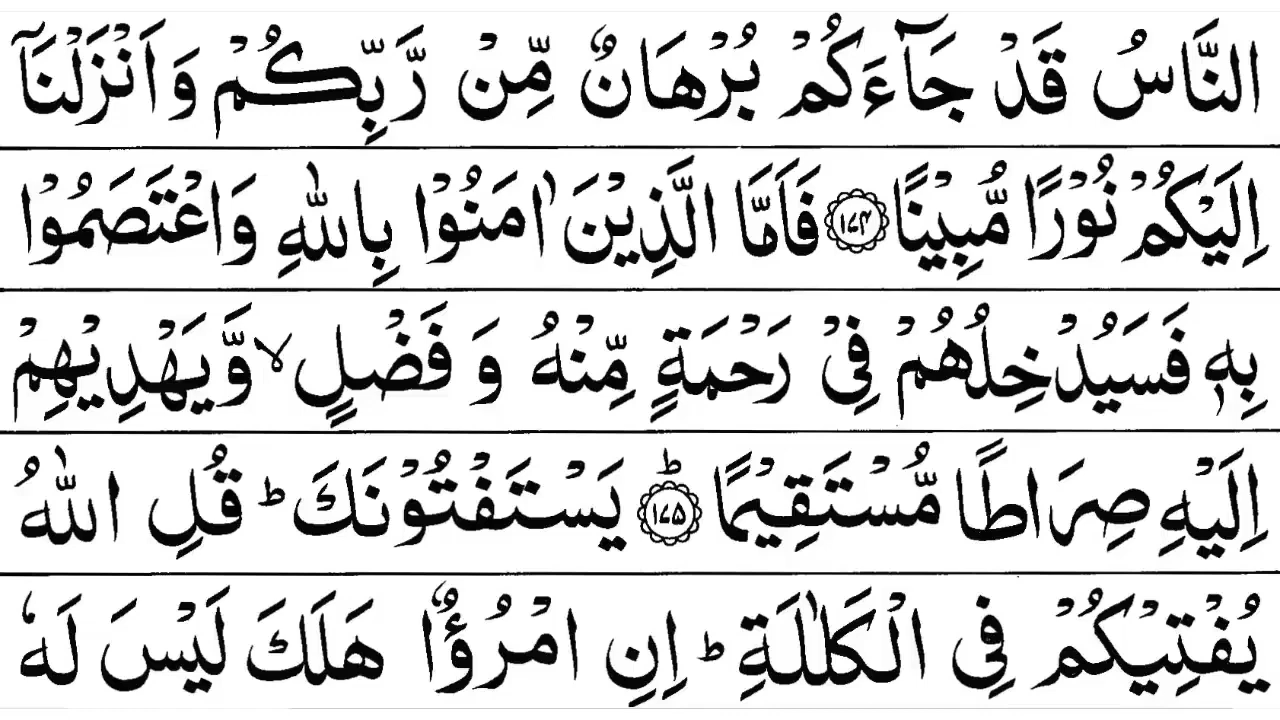 النَّاسُ قَدْ جَآءَكُمْ بُرْهَانٌ مِّنْ رَّبِّكُمْ وَاَنْزَلْنَآ
اِلَيْكُمْ نُوْرًا مُّبِيْنًا ۝۱۷۴ فَاَمَّا الَّذِيْنَ اٰمَنُوْا بِاللّٰهِ وَاعْتَصَمُوْا
بِهٖ فَسَيُدْخِلُهُمْ فِيْ رَحْمَةٍ مِّنْهُ وَ فَضْلٍ ۙ وَّيَهْدِيْهِمْ
اِلَيْهِ صِرَاطًا مُّسْتَقِيْمًا ؕ۝۱۷۵ يَسْتَفْتُوْنَكَ ؕ قُلِ اللّٰهُ
يُفْتِيْكُمْ فِي الْكَلٰلَةِ ؕ اِنِ امْرُؤٌا هَلَكَ لَيْسَ لَهٗ